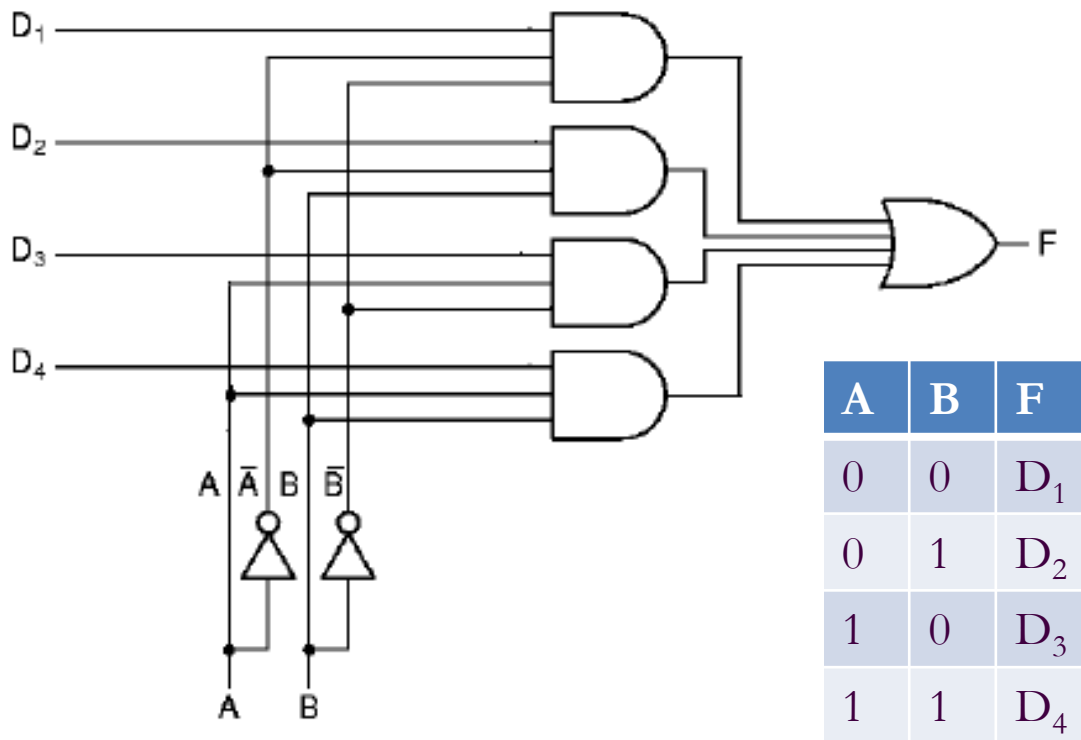 D₁
D₂
D₃
D₄
F
A A̅ B B̅
A B
A B F
0 0 D₁
0 1 D₂
1 0 D₃
1 1 D₄